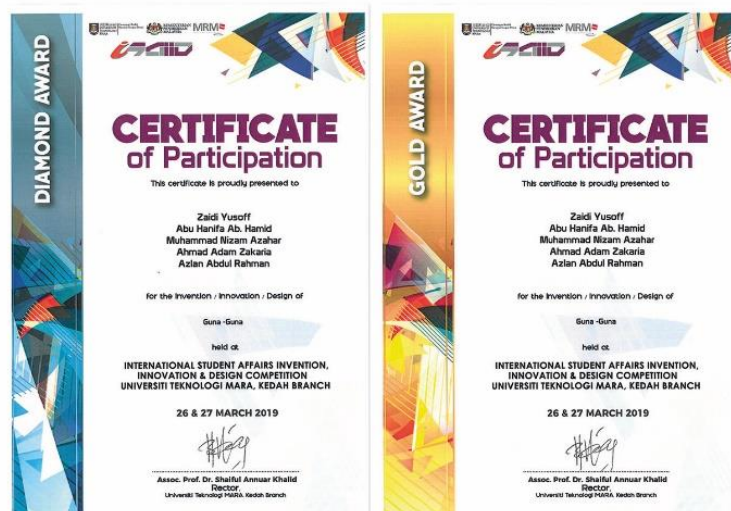 DIAMOND AWARD
MRM
CERTIFICATE
of Participation
This certificate is proudly presented to
Zaidi Yusoff
Abu Hanifa Ab. Hamid
Muhammad Nizam Azahar
Ahmad Adam Zakaria
Azlan Abdul Rahman
for the Invention / Innovation / Design of
Guna -Guna
held at
INTERNATIONAL STUDENT AFFAIRS INVENTION,
INNOVATION & DESIGN COMPETITION
UNIVERSITI TEKNOLOGI MARA, KEDAH BRANCH
26 & 27 MARCH 2019
Assoc. Prof. Dr. Shaiful Annuar Khalid
Rector,
Universiti Teknologi MARA Kedah Branch
GOLD AWARD
MRM
CERTIFICATE
of Participation
This certificate is proudly presented to
Zaidi Yusoff
Abu Hanifa Ab. Hamid
Muhammad Nizam Azahar
Ahmad Adam Zakaria
Azlan Abdul Rahman
for the Invention / Innovation / Design of
Guna -Guna
held at
INTERNATIONAL STUDENT AFFAIRS INVENTION,
INNOVATION & DESIGN COMPETITION
UNIVERSITI TEKNOLOGI MARA, KEDAH BRANCH
26 & 27 MARCH 2019
Assoc. Prof. Dr. Shaiful Annuar Khalid
Rector,
Universiti Teknologi MARA Kedah Branch